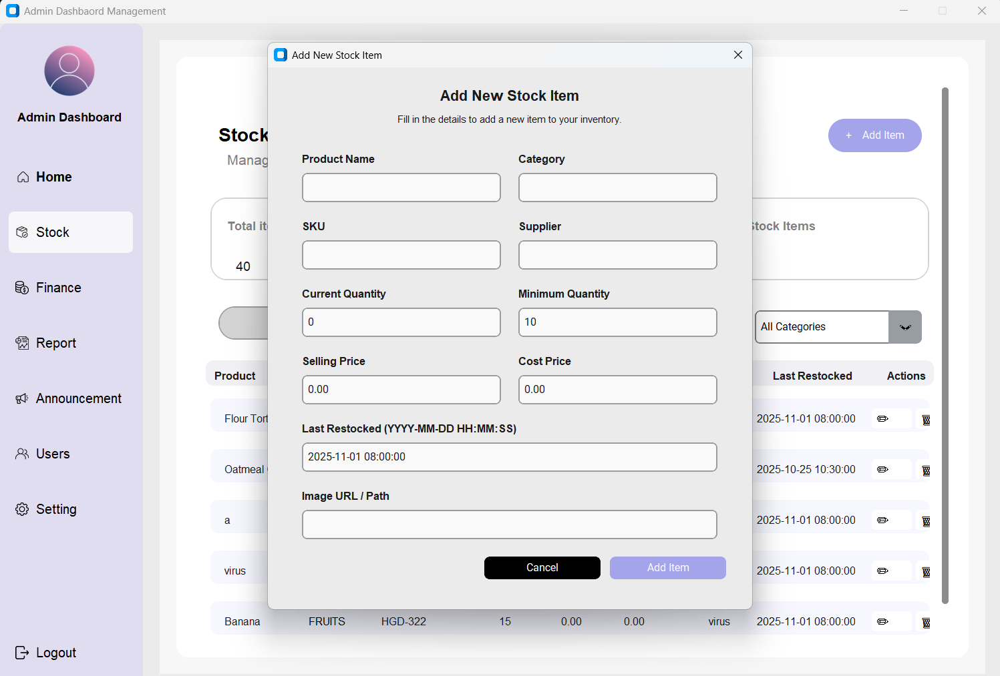 Admin Dashbaord Management
Admin Dashboard
Home
Stock
Finance
Report
Announcement
Users
Setting
Logout
Stock
Manag
+ Add Item
Total it
40
Stock Items
All Categories
Product
Last Restocked
Actions
Flour Tort
2025-11-01 08:00:00
Oatmeal
2025-10-25 10:30:00
a
2025-11-01 08:00:00
virus
2025-11-01 08:00:00
Banana FRUITS HGD-322 15 0.00 0.00 virus 2025-11-01 08:00:00
Add New Stock Item
Add New Stock Item
Fill in the details to add a new item to your inventory.
Product Name
Category
SKU
Supplier
Current Quantity
Minimum Quantity
0
10
Selling Price
Cost Price
0.00
0.00
Last Restocked (YYYY-MM-DD HH:MM:SS)
2025-11-01 08:00:00
Image URL / Path
Cancel
Add Item